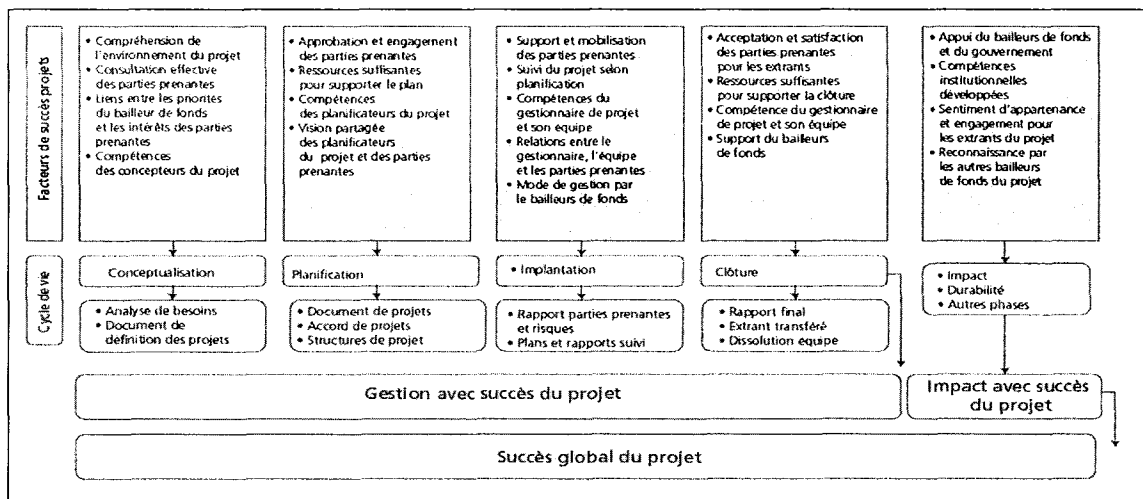 Facteurs de succès projets
• Compréhension de
l'environnement du projet
• Consultation effective
des parties prenantes
• Liens entre les priorités
du bailleur de fonds
et les intérêts des parties
prenantes
• Compétences
des concepteurs du projet
• Approbation et engagement
des parties prenantes
• Ressources suffisantes
pour supporter le plan
• Compétences
des planificateurs du projet
• Vision partagée
des planificateurs
du projet et des parties
prenantes
• Support et mobilisation
des parties prenantes
• Suivi du projet selon
planification
• Compétences du
gestionnaire de projet
et son équipe
• Relations entre le
gestionnaire, l'équipe
et les parties prenantes
• Mode de gestion par
le bailleurs de fonds
• Acceptation et satisfaction
des parties prenantes
pour les extrants
• Ressources suffisantes
pour supporter la clôture
• Compétence du gestionnaire
de projet et son équipe
• Support du bailleurs
de fonds
• Appui du bailleurs de fonds
et du gouvernement
• Compétences
institutionnelles
développées
• Sentiment d'appartenance
et engagement pour
les extrants du projet
• Reconnaissance par
les autres bailleurs
de fonds du projet
Cycle de vie
Conceptualisation
Planification
• Implantation
Clôture
• Impact
• Durabilité
• Autres phases
• Analyse de besoins
• Document de
définition des projets
• Document de projets
• Accord de projets
• Structures de projet
• Rapport parties prenantes
et risques
• Plans et rapports suivi
• Rapport final
• Extrant transféré
• Dissolution equipe
Gestion avec succès du projet
Impact avec succès
du projet
Succès global du projet